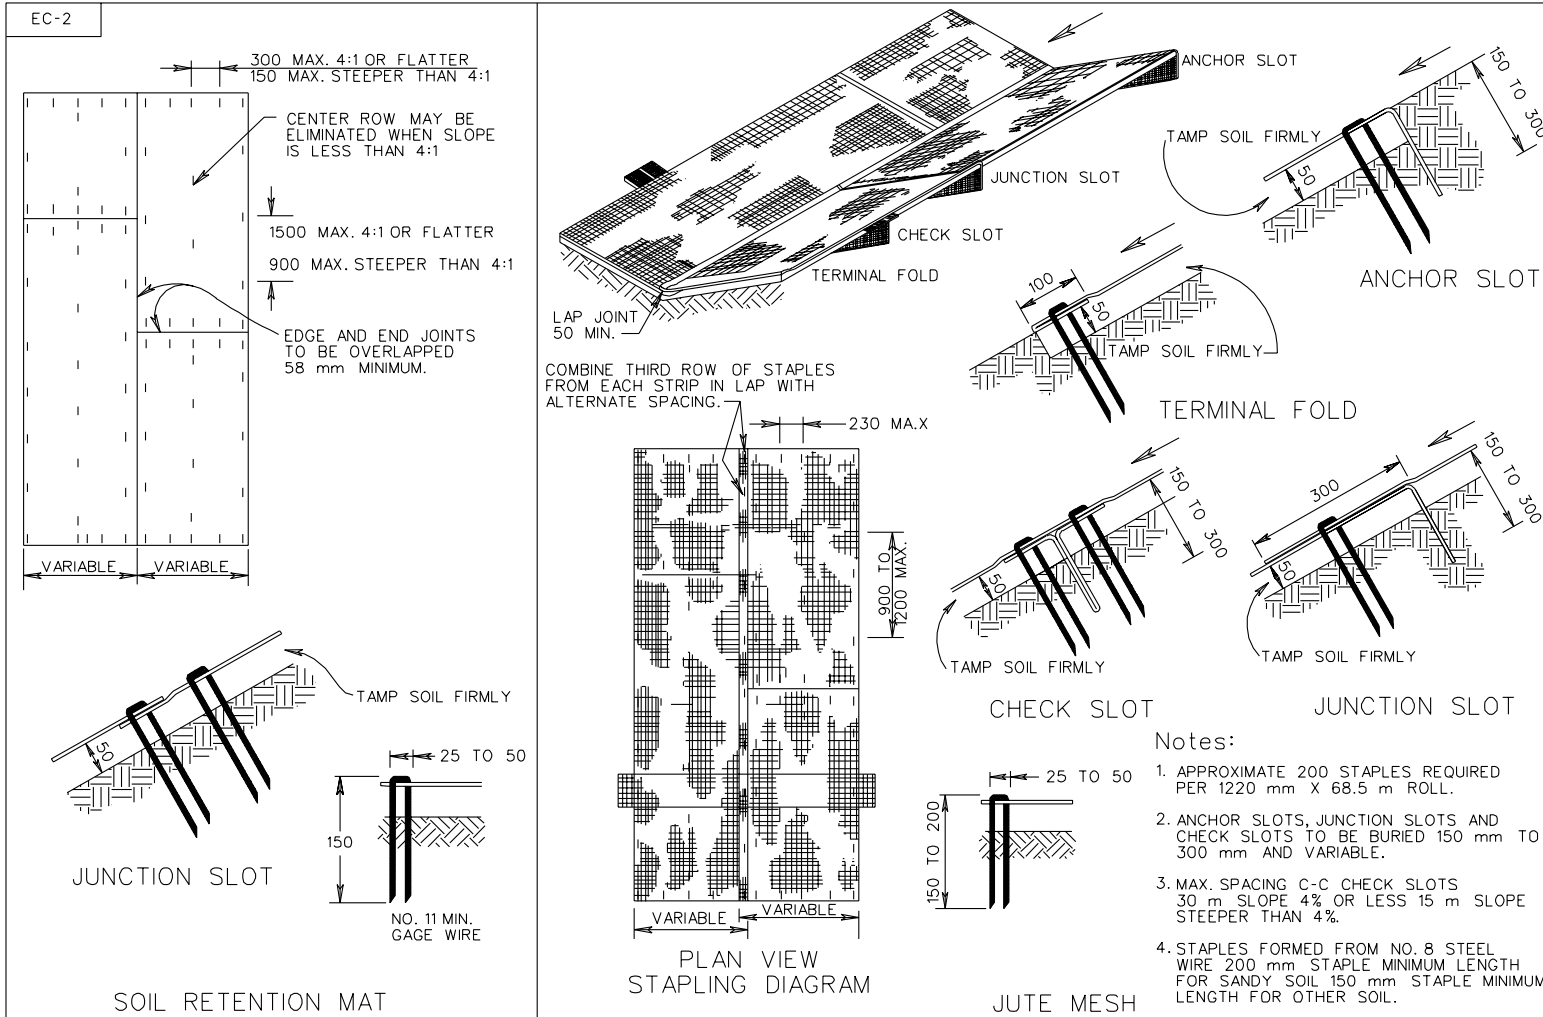 EC-2
300 MAX. 4:1 OR FLATTER
150 MAX. STEEPER THAN 4:1
CENTER ROW MAY BE
ELIMINATED WHEN SLOPE
IS LESS THAN 4:1
1500 MAX. 4:1 OR FLATTER
900 MAX. STEEPER THAN 4:1
EDGE AND END JOINTS
TO BE OVERLAPPED
58 mm MINIMUM.
VARIABLE
VARIABLE
TAMP SOIL FIRMLY
50
JUNCTION SLOT
25 TO 50
150
NO. 11 MIN.
GAGE WIRE
SOIL RETENTION MAT
ANCHOR SLOT
JUNCTION SLOT
CHECK SLOT
TERMINAL FOLD
LAP JOINT
50 MIN.
150 TO 300
TAMP SOIL FIRMLY
50
ANCHOR SLOT
100
50
TAMP SOIL FIRMLY
TERMINAL FOLD
COMBINE THIRD ROW OF STAPLES
FROM EACH STRIP IN LAP WITH
ALTERNATE SPACING.
230 MA.X
900 TO
1200 MAX.
VARIABLE
VARIABLE
PLAN VIEW
STAPLING DIAGRAM
150 TO 300
50
TAMP SOIL FIRMLY
CHECK SLOT
300
150 TO 300
50
TAMP SOIL FIRMLY
JUNCTION SLOT
25 TO 50
150 TO 200
JUTE MESH
Notes:
1. APPROXIMATE 200 STAPLES REQUIRED
PER 1220 mm X 68.5 m ROLL.
2. ANCHOR SLOTS, JUNCTION SLOTS AND
CHECK SLOTS TO BE BURIED 150 mm TO
300 mm AND VARIABLE.
3. MAX. SPACING C-C CHECK SLOTS
30 m SLOPE 4% OR LESS 15 m SLOPE
STEEPER THAN 4%.
4. STAPLES FORMED FROM NO. 8 STEEL
WIRE 200 mm STAPLE MINIMUM LENGTH
FOR SANDY SOIL 150 mm STAPLE MINIMUM
LENGTH FOR OTHER SOIL.